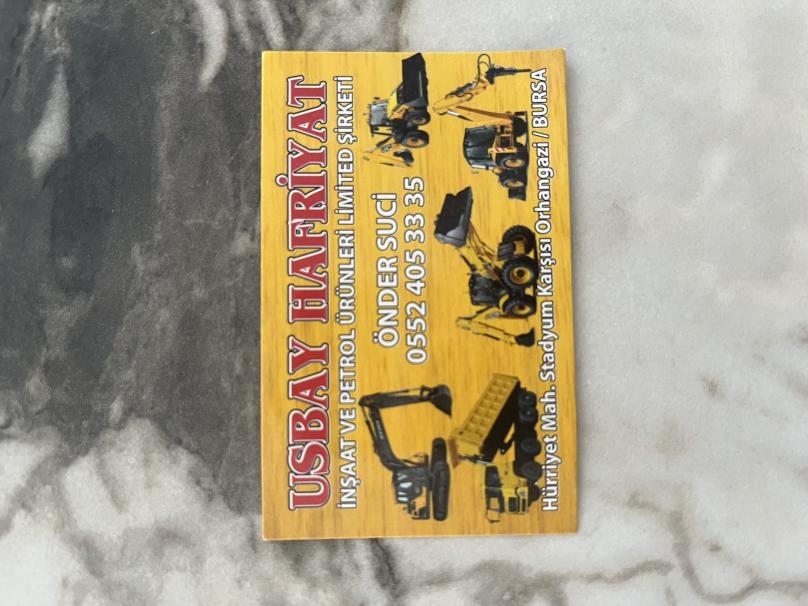 USBAY HAFRİYAT
İNŞAAT VE PETROL ÜRÜNLERİ LİMİTED ŞİRKETİ
ÖNDER SUCİ
0552 405 33 35
Hürriyet Mah. Stadyum Karşısı Orhangazi / BURSA